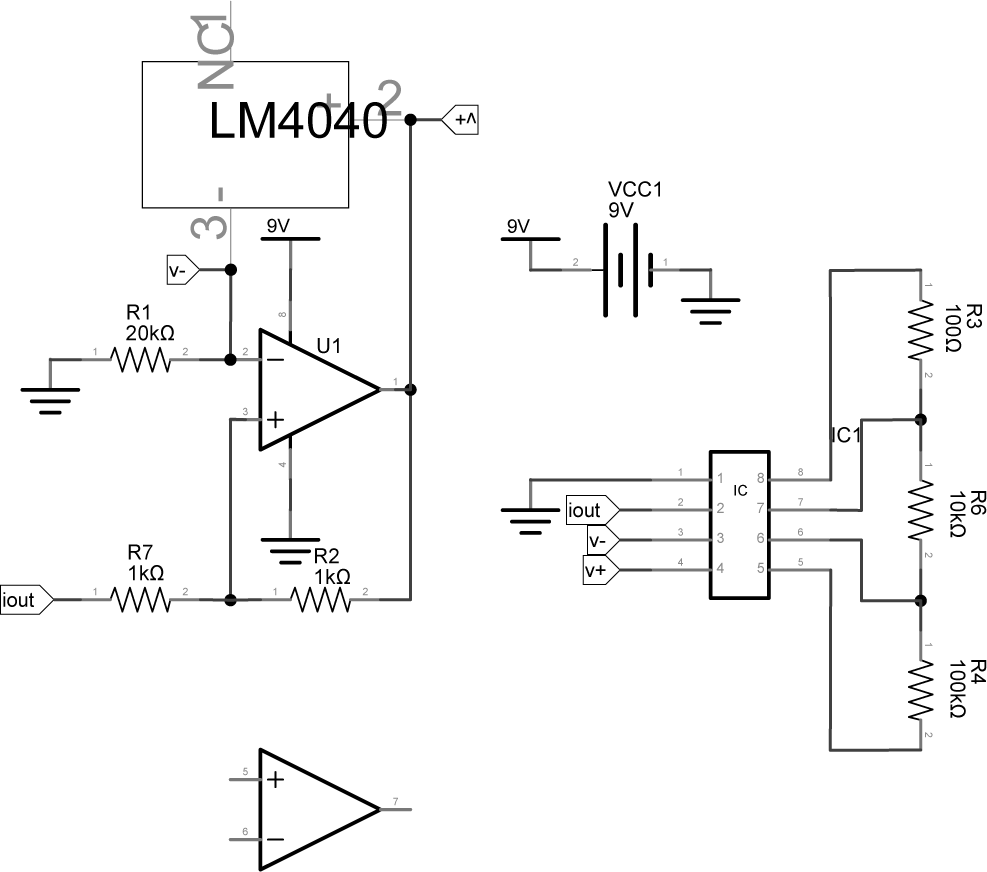 NC1
+ 2
LM4040
+v
3 -
v-
9V
8
R1
20kΩ
1 2
2 −
U1
1
3 +
4
R7
1kΩ
R2
1kΩ
iout
1 2
1 2
5 +
7
6 −
VCC1
9V
9V
2 1
1
R3
100Ω
2
IC1
1
R6
10kΩ
2
1 1 IC 8 8
iout 2 2 7 7
v- 3 3 6 6
v+ 4 4 5 5
1
R4
100kΩ
2